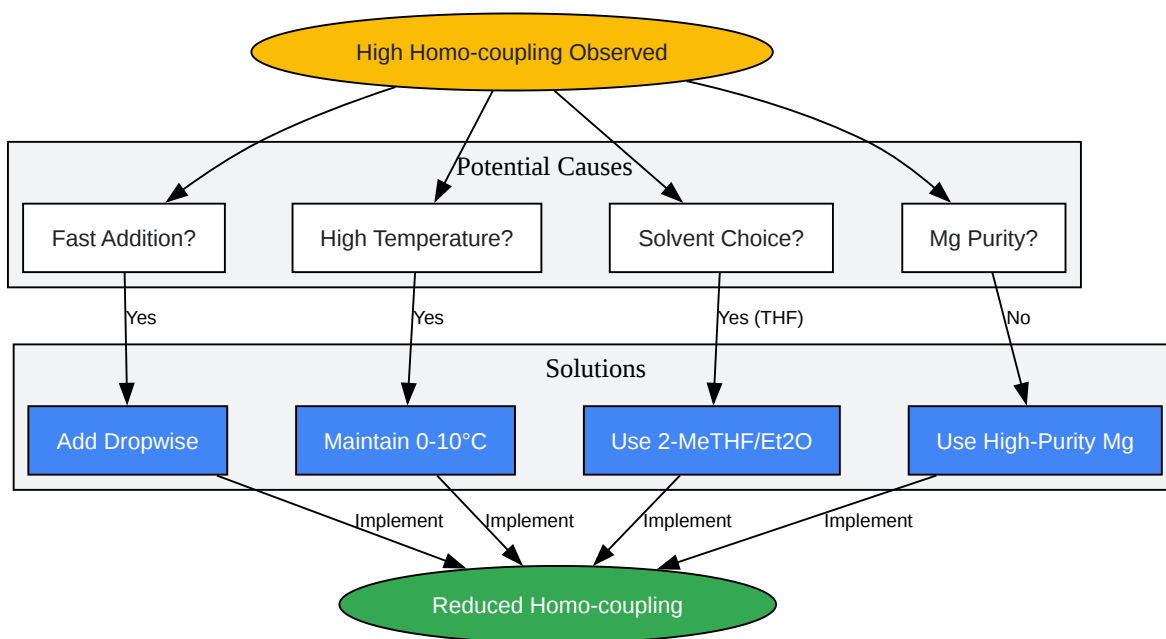 High Homo-coupling Observed
Potential Causes
Fast Addition?
High Temperature?
Solvent Choice?
Mg Purity?
Yes
Yes
Yes (THF)
No
Solutions
Add Dropwise
Maintain 0-10°C
Use 2-MeTHF/Et2O
Use High-Purity Mg
Implement
Implement
Implement
Implement
Reduced Homo-coupling